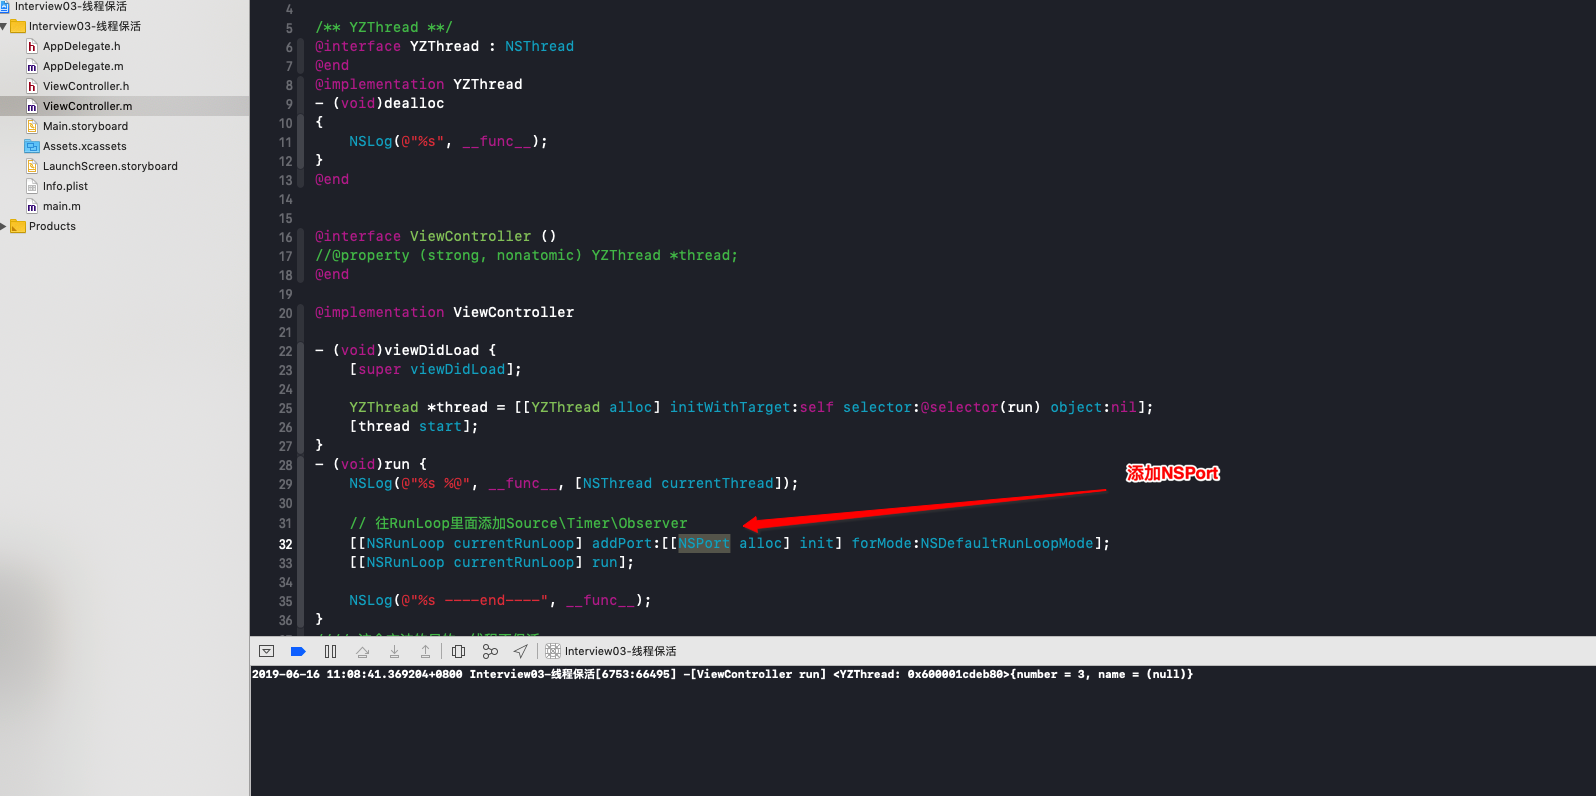 Interview03-线程保活
Interview03-线程保活
AppDelegate.h
AppDelegate.m
ViewController.h
ViewController.m
Main.storyboard
Assets.xcassets
LaunchScreen.storyboard
Info.plist
main.m
Products
4
5 /** YZThread **/
6 @interface YZThread : NSThread
7 @end
8 @implementation YZThread
9 - (void)dealloc
10 {
11 NSLog(@"%s", __func__);
12 }
13 @end
14
15
16 @interface ViewController ()
17 //@property (strong, nonatomic) YZThread *thread;
18 @end
19
20 @implementation ViewController
21
22 - (void)viewDidLoad {
23 [super viewDidLoad];
24
25 YZThread *thread = [[YZThread alloc] initWithTarget:self selector:@selector(run) object:nil];
26 [thread start];
27 }
28 - (void)run {
29 NSLog(@"%s %@", __func__, [NSThread currentThread]);
30
31 // 往RunLoop里面添加Source\Timer\Observer
32 [[NSRunLoop currentRunLoop] addPort:[[NSPort alloc] init] forMode:NSDefaultRunLoopMode];
33 [[NSRunLoop currentRunLoop] run];
34
35 NSLog(@"%s ----end----", __func__);
36 }
添加NSPort
Interview03-线程保活
2019-06-16 11:08:41.369204+0800 Interview03-线程保活[6753:66495] -[ViewController run] <YZThread: 0x600001cdeb80>{number = 3, name = (null)}